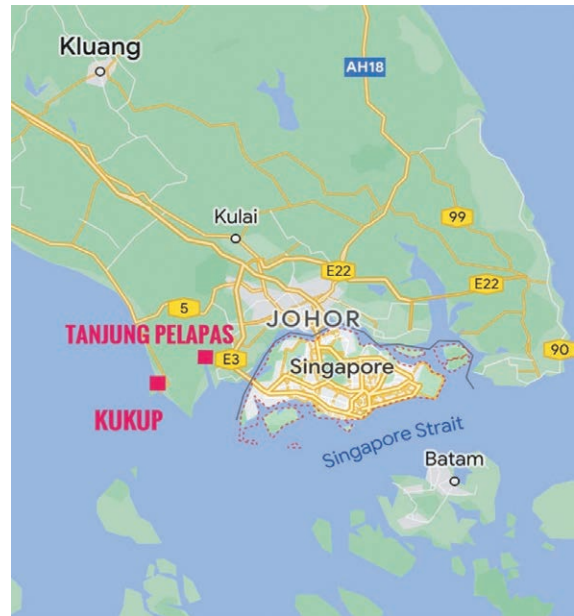 Kluang
AH18
Kulai
99
E22
E22
5
JOHOR
TANJUNG PELAPAS
E3
90
Singapore
KUKUP
Singapore Strait
Batam